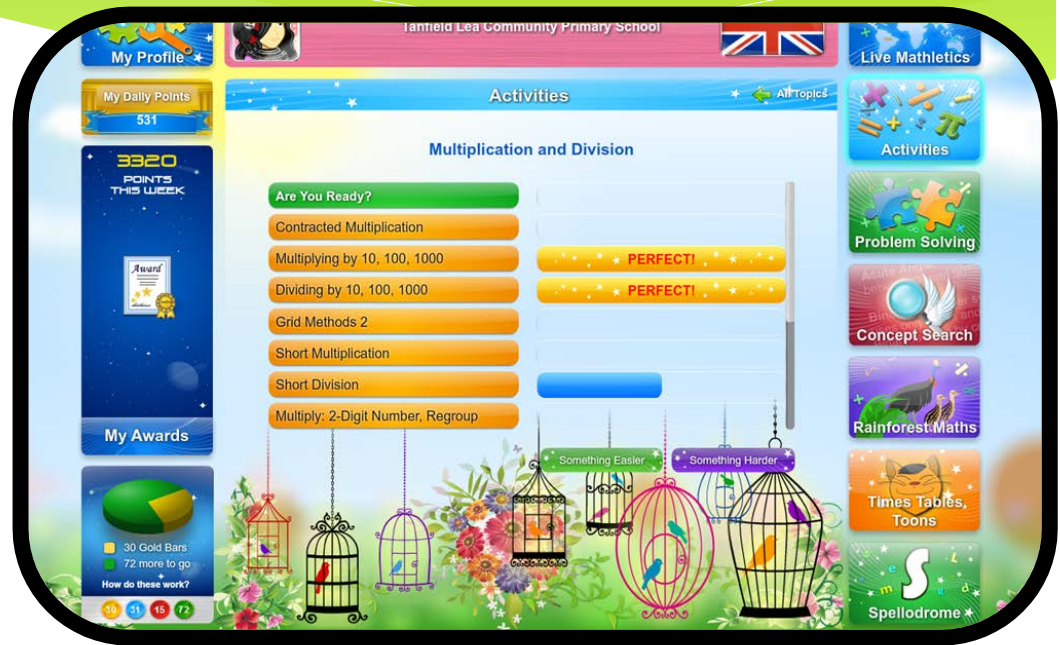 Tanfield Lea Community Primary School
My Profile
Live Mathletics
My Daily Points
531
Activities
All Topics
3320
POINTS
THIS WEEK
Award
My Awards
30 Gold Bars
72 more to go
How do these work?
30 31 15 72
Multiplication and Division
Are You Ready?
Contracted Multiplication
Multiplying by 10, 100, 1000
PERFECT!
Dividing by 10, 100, 1000
PERFECT!
Grid Methods 2
Short Multiplication
Short Division
Multiply: 2-Digit Number, Regroup
Something Easier
Something Harder
Activities
Problem Solving
Concept Search
Rainforest Maths
Times Tables,
Toons
Spellodrome